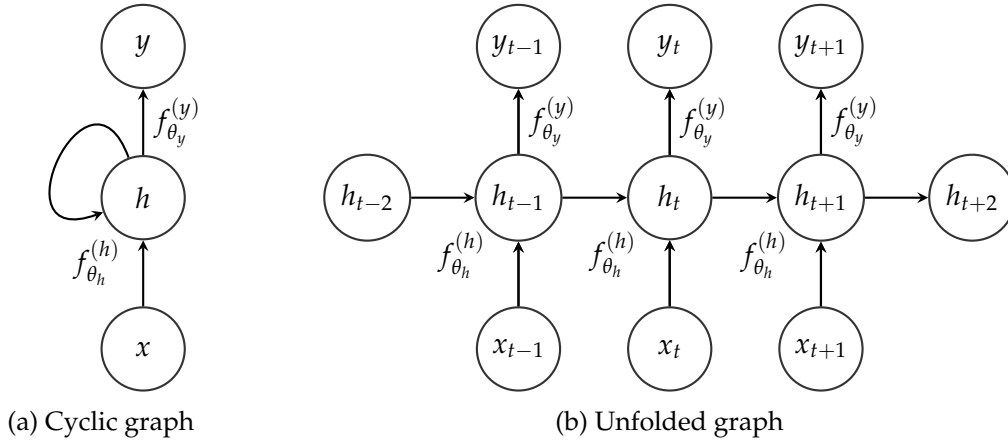 y
y_{t−1}
y_t
y_{t+1}
f_{θ_y}^{(y)}
f_{θ_y}^{(y)}
f_{θ_y}^{(y)}
f_{θ_y}^{(y)}
h
h_{t−2}
h_{t−1}
h_t
h_{t+1}
h_{t+2}
f_{θ_h}^{(h)}
f_{θ_h}^{(h)}
f_{θ_h}^{(h)}
f_{θ_h}^{(h)}
x
x_{t−1}
x_t
x_{t+1}
(a) Cyclic graph
(b) Unfolded graph